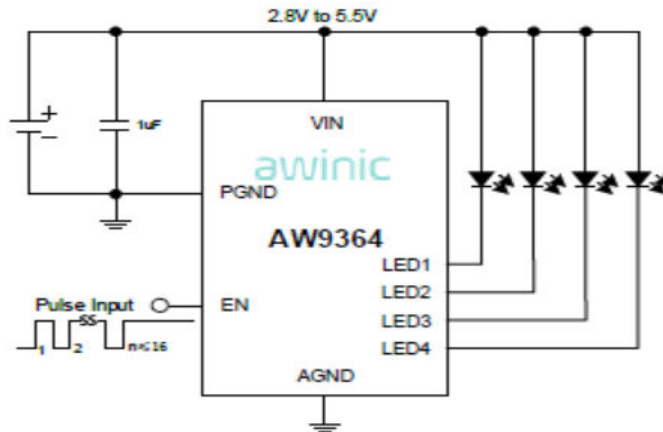 2.8V to 5.5V
+
1uF
VIN
awinic
PGND
AW9364
LED1
LED2
Pulse Input
EN
LED3
1 2 n≤16
LED4
AGND